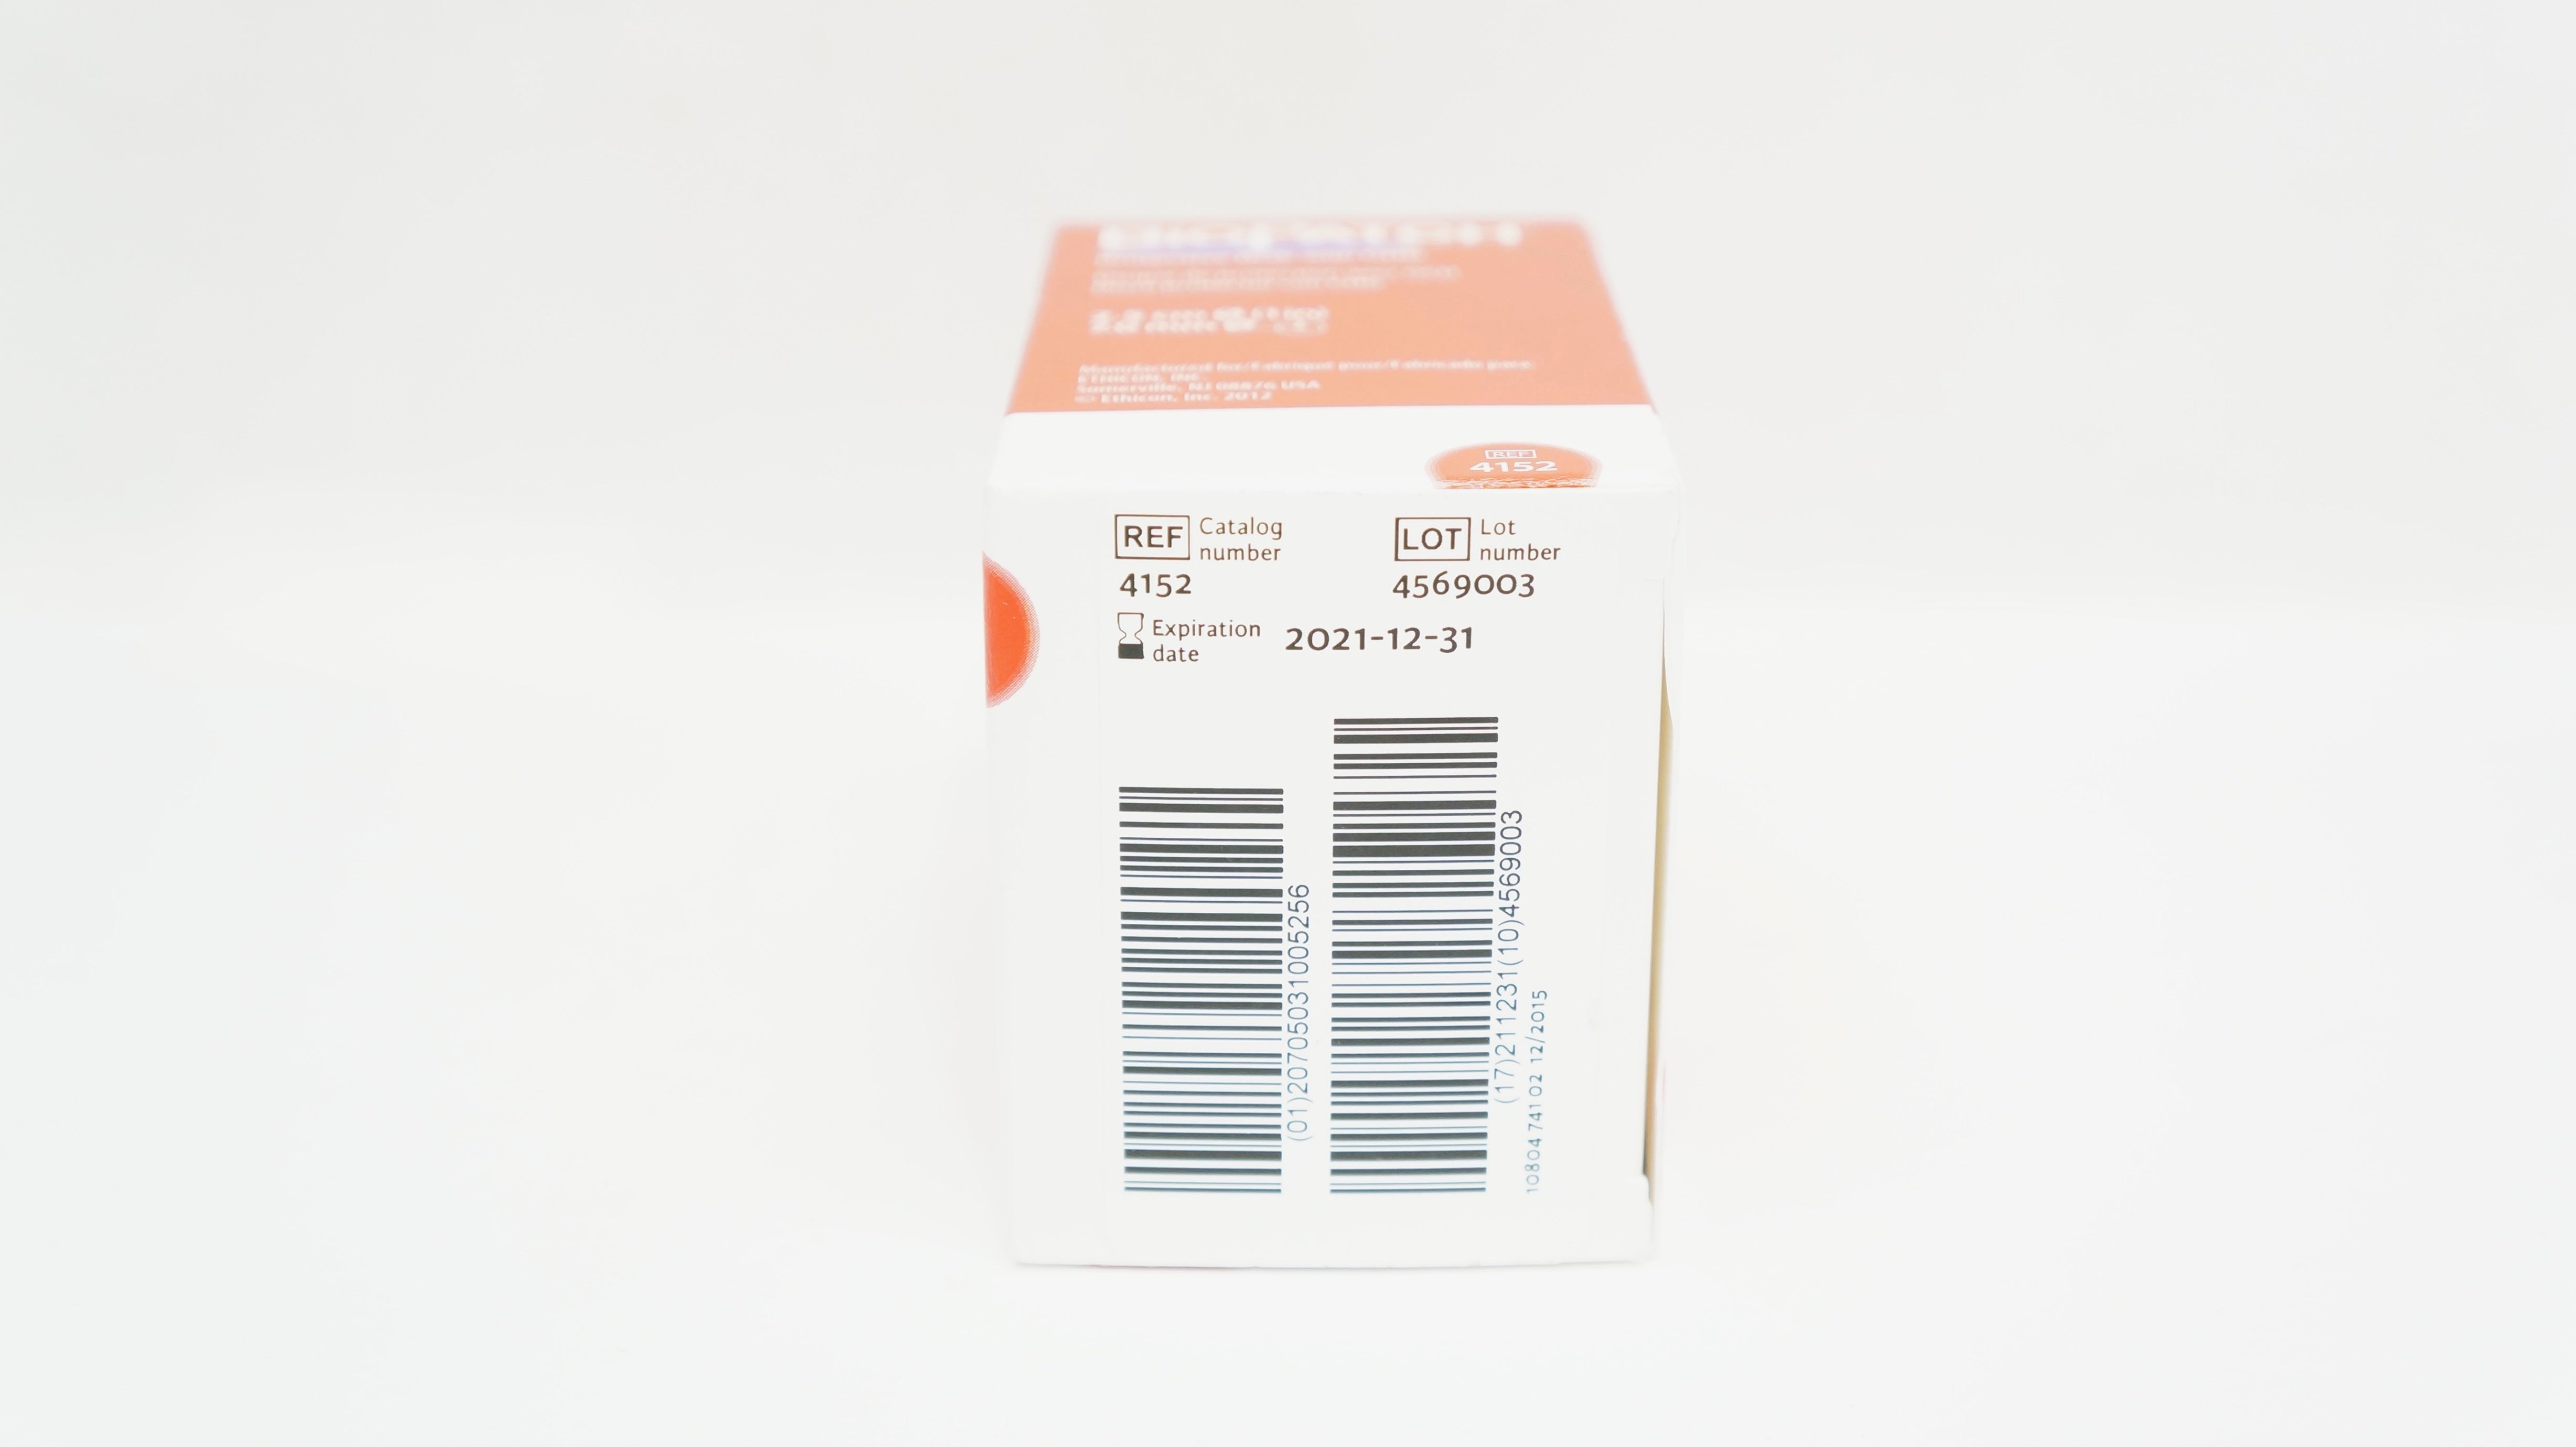 Manufactured for/Fabriqué pour/Fabricado para:
ETHICON, INC.
Somerville, NJ 08876 USA
© Ethicon, Inc. 2012
REF
4152
REF Catalog
number
4152
LOT Lot
number
4569003
Expiration
date
2021-12-31
(01)20705031005256
(17)211231(10)4569003
10804 741 02 12/2015